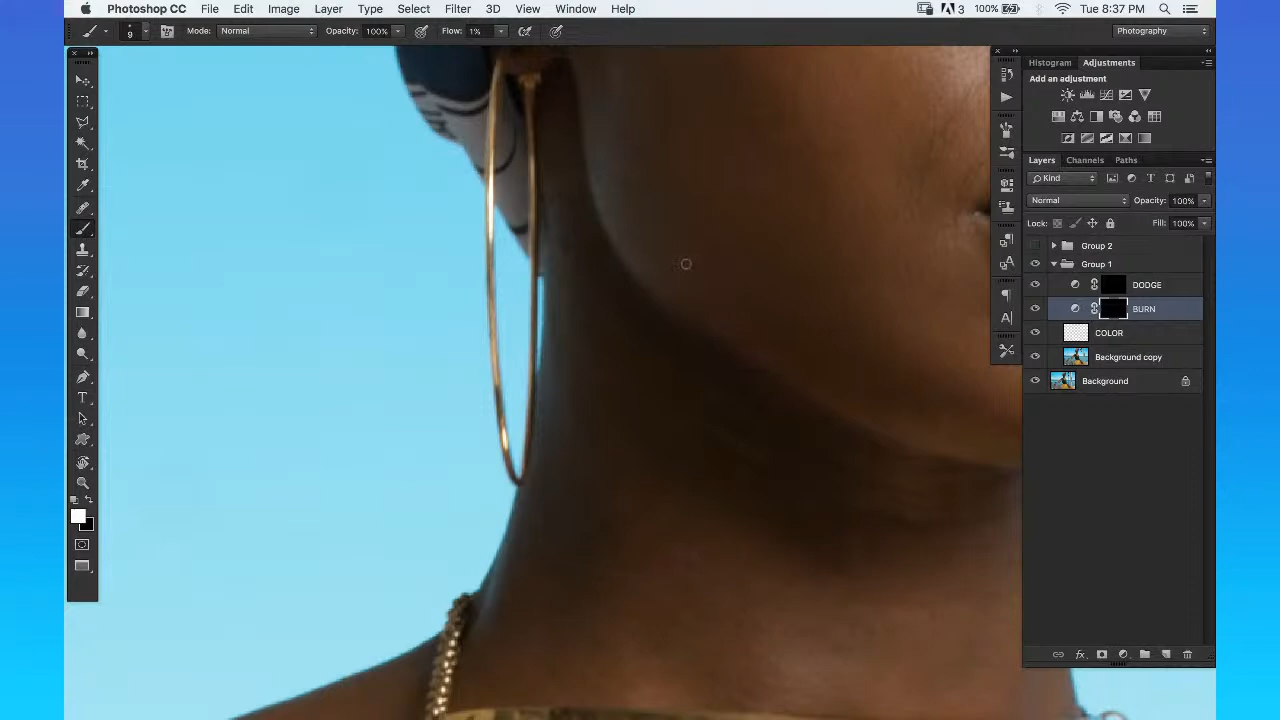 Photoshop CC File Edit Image Layer Type Select Filter 3D View Window Help 3 100% Tue 8:37 PM
9 Mode: Normal Opacity: 100% Flow: 1% Photography
Histogram Adjustments
Add an adjustment
Layers Channels Paths
Kind
Normal Opacity: 100%
Lock: Fill: 100%
Group 2
Group 1
DODGE
BURN
COLOR
Background copy
Background